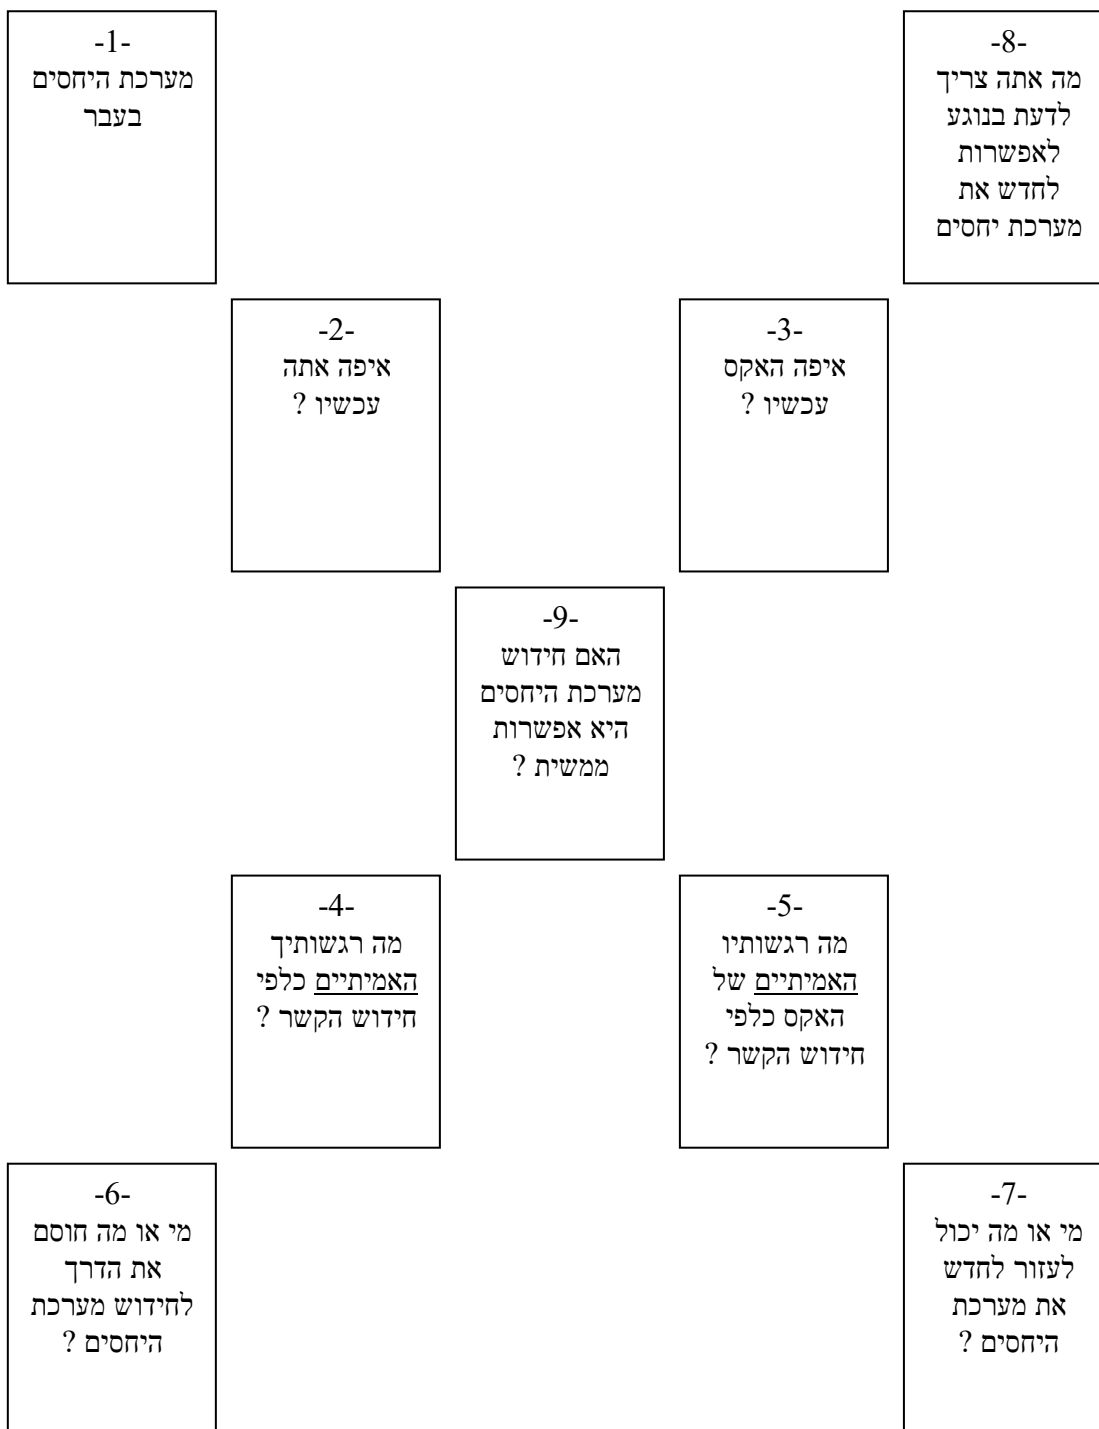 -1-
מערכת היחסים
בעבר
-8-
מה אתה צריך
לדעת בנוגע
לאפשרות
לחדש את
מערכת יחסים
-2-
איפה אתה
עכשיו ?
-3-
איפה האקס
עכשיו ?
-9-
האם חידוש
מערכת היחסים
היא אפשרות
ממשית ?
-4-
מה רגשותיך
האמיתיים כלפי
חידוש הקשר ?
-5-
מה רגשותיו
האמיתיים של
האקס כלפי
חידוש הקשר ?
-6-
מי או מה חוסם
את הדרך
לחידוש מערכת
היחסים ?
-7-
מי או מה יכול
לעזור לחדש
את מערכת
היחסים ?